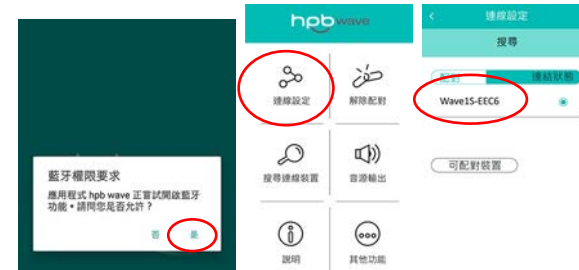 藍牙權限要求
應用程式 hpb wave 正嘗試開啟藍牙
功能，請問您是否允許？
否 是
hpbwave
連線設定 解除配對
搜尋連線裝置 音源輸出
說明 其他功能
連線設定
搜尋
配對 連結狀態
Wave1S-EEC6
可配對裝置